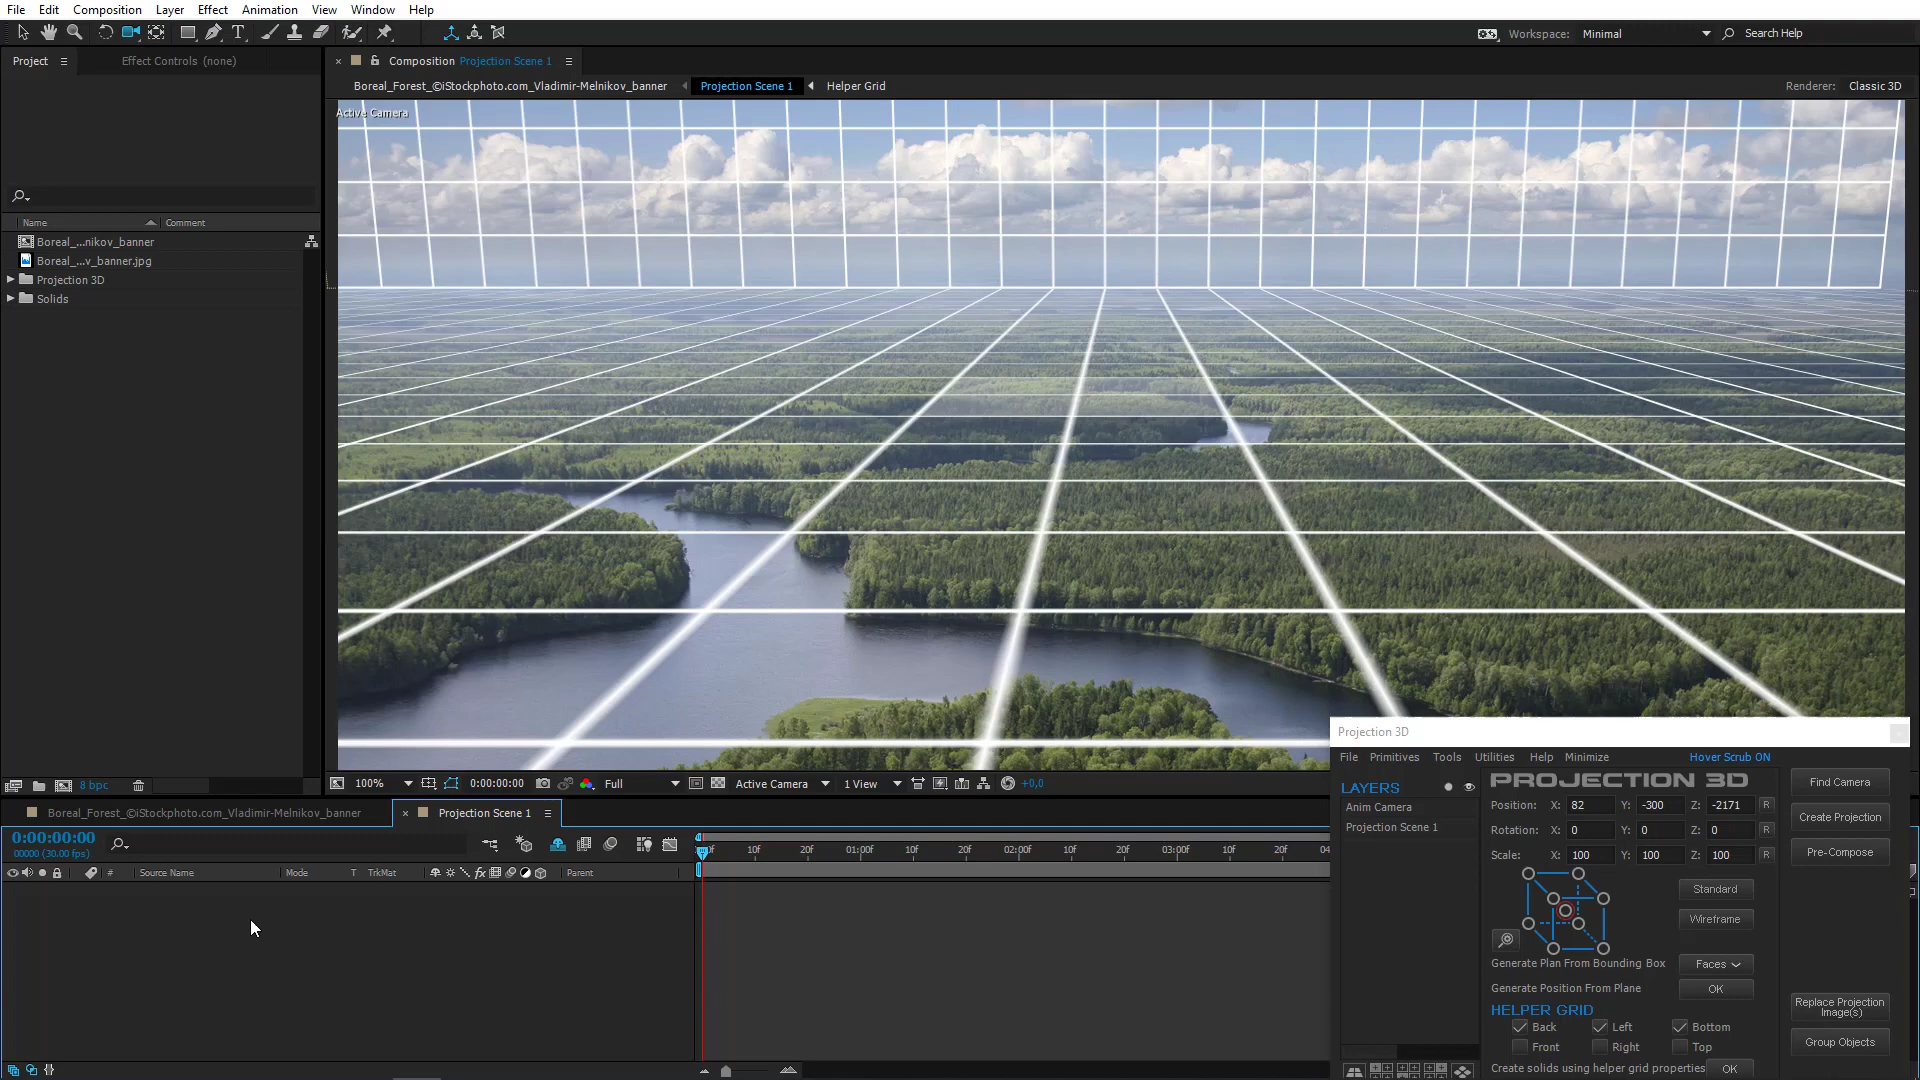 File Edit Composition Layer Effect Animation View Window Help
Workspace: Minimal Search Help
Project Effect Controls (none)
Composition Projection Scene 1
Boreal_Forest_©iStockphoto.com_Vladimir-Melnikov_banner Projection Scene 1 Helper Grid
Renderer: Classic 3D
Active Camera
Name Comment
Boreal_...nikov_banner
Boreal_...v_banner.jpg
Projection 3D
Solids
8 bpc
100% 0:00:00:00 Full Active Camera 1 View +0,0
Boreal_Forest_©iStockphoto.com_Vladimir-Melnikov_banner Projection Scene 1
0:00:00:00
00000 (30.00 fps)
10f 20f 01:00f 10f 20f 02:00f 10f 20f 03:00f 10f 20f
# Source Name Mode T TrkMat fx Parent
Projection 3D
File Primitives Tools Utilities Help Minimize Hover Scrub ON
LAYERS
Anim Camera
Projection Scene 1
PROJECTION 3D
Position: X: 82 Y: -300 Z: -2171 R
Rotation: X: 0 Y: 0 Z: 0 R
Scale: X: 100 Y: 100 Z: 100 R
Find Camera
Create Projection
Pre-Compose
Standard
Wireframe
Generate Plan From Bounding Box Faces
Generate Position From Plane OK
HELPER GRID
Back Left Bottom
Front Right Top
Create solids using helper grid properties OK
Replace Projection
Image(s)
Group Objects